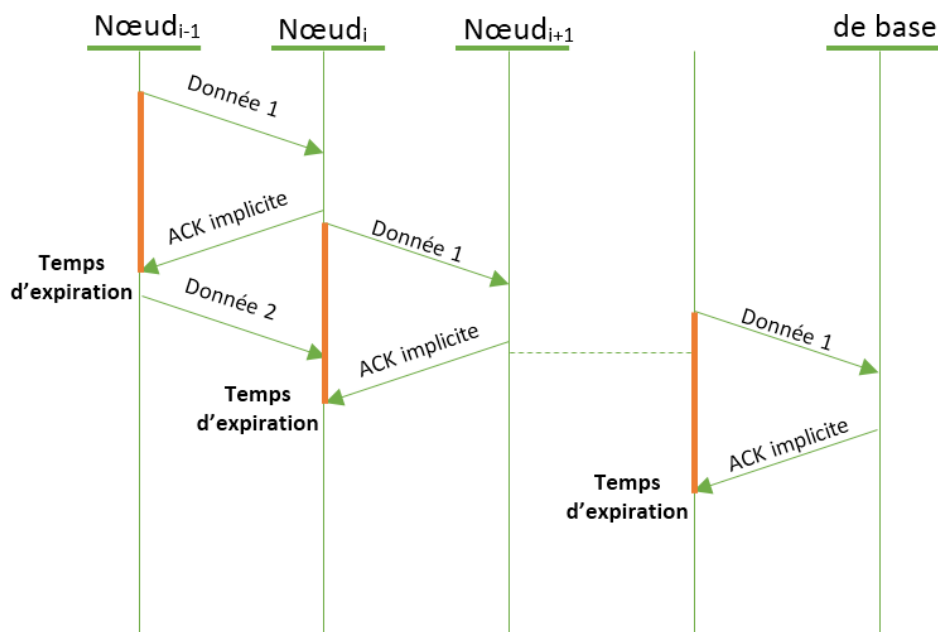 Nœudi-1
Nœudi
Nœudi+1
de base
Donnée 1
ACK implicite
Donnée 1
Temps
d’expiration
Donnée 2
Donnée 1
ACK implicite
Temps
d’expiration
ACK implicite
Temps
d’expiration